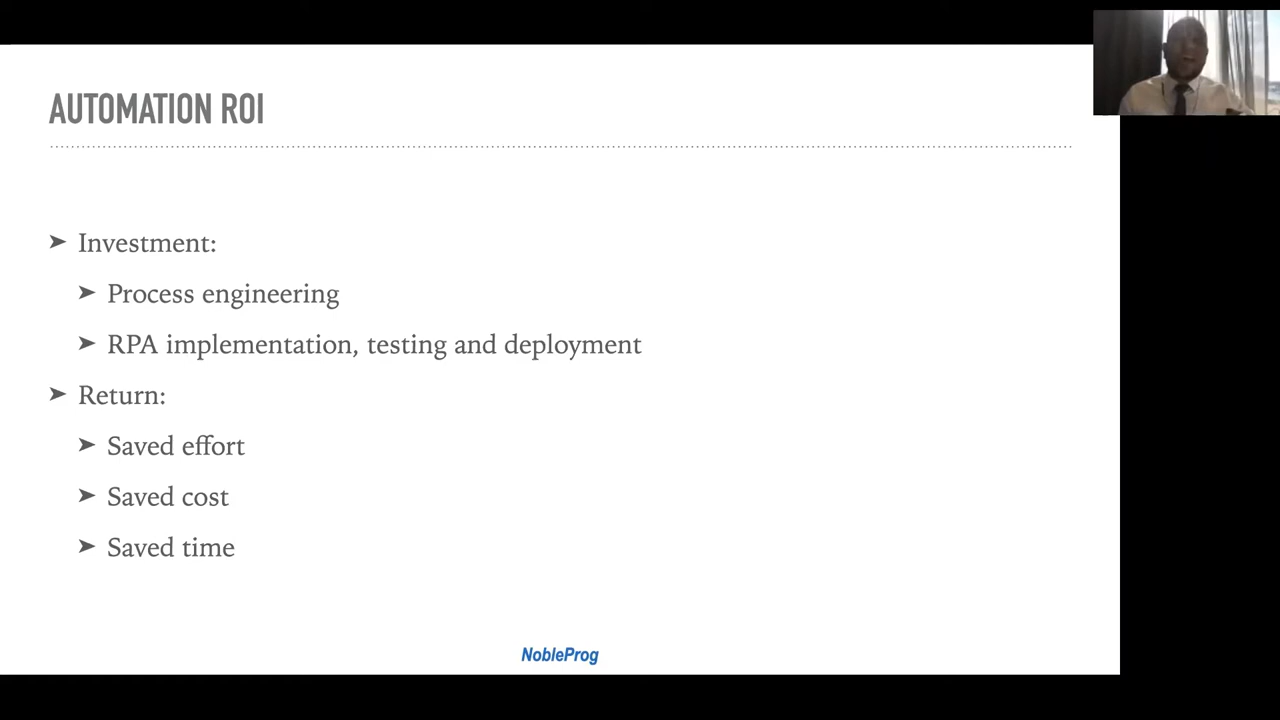 AUTOMATION ROI
➤ Investment:
➤ Process engineering
➤ RPA implementation, testing and deployment
➤ Return:
➤ Saved effort
➤ Saved cost
➤ Saved time
NobleProg